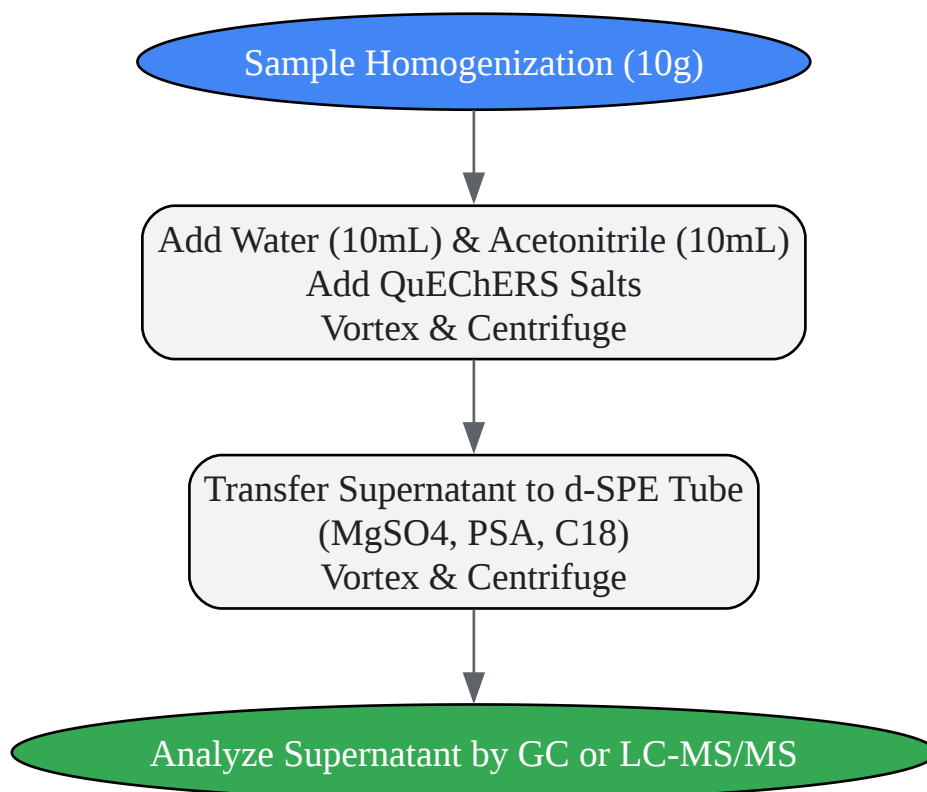 Sample Homogenization (10g)
Add Water (10mL) & Acetonitrile (10mL)
Add QuEChERS Salts
Vortex & Centrifuge
Transfer Supernatant to d-SPE Tube
(MgSO4, PSA, C18)
Vortex & Centrifuge
Analyze Supernatant by GC or LC-MS/MS